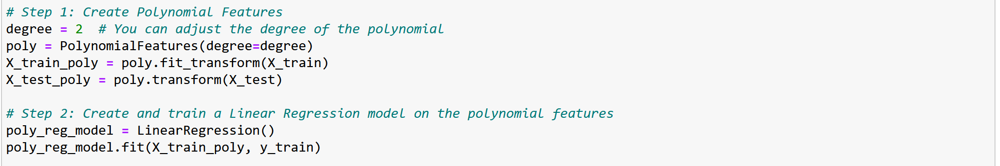 # Step 1: Create Polynomial Features
degree = 2  # You can adjust the degree of the polynomial
poly = PolynomialFeatures(degree=degree)
X_train_poly = poly.fit_transform(X_train)
X_test_poly = poly.transform(X_test)

# Step 2: Create and train a Linear Regression model on the polynomial features
poly_reg_model = LinearRegression()
poly_reg_model.fit(X_train_poly, y_train)